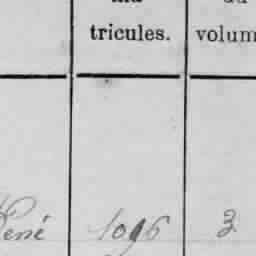 tricules. volum
René 1096 3